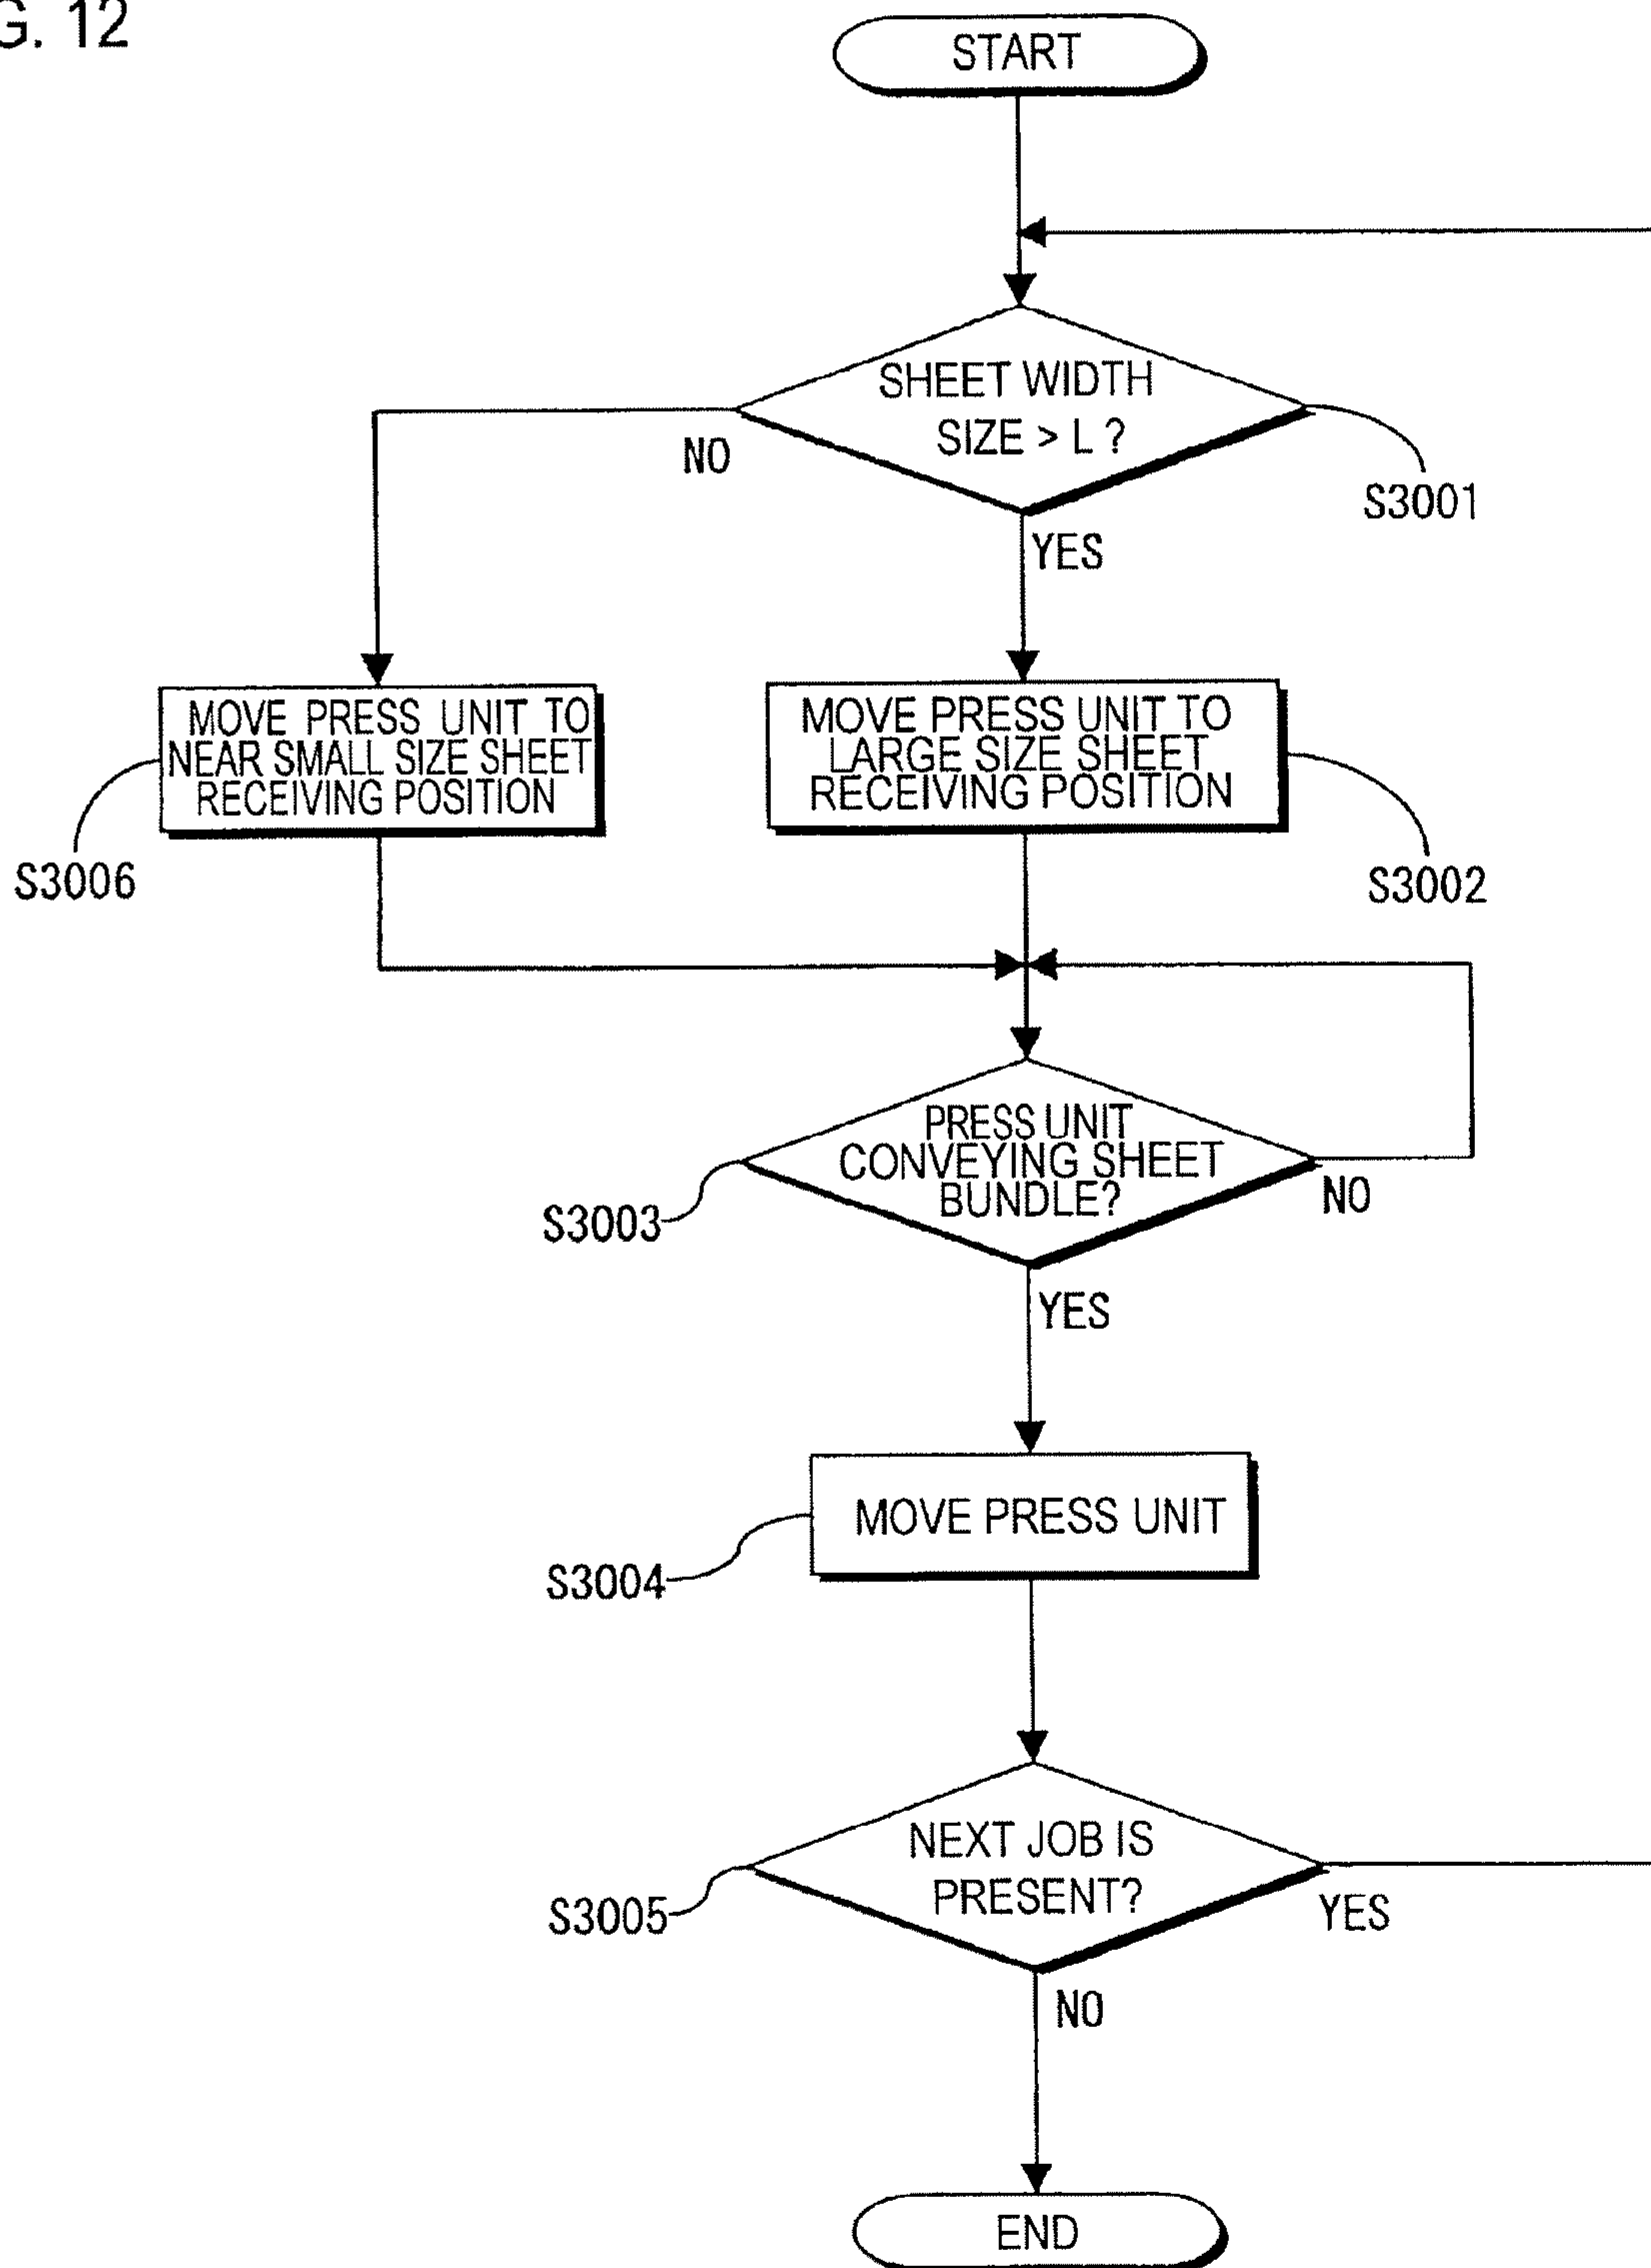 G. 12
START
SHEET WIDTH
SIZE > L ?
NO
S3001
YES
MOVE PRESS UNIT TO
NEAR SMALL SIZE SHEET
RECEIVING POSITION
MOVE PRESS UNIT TO
LARGE SIZE SHEET
RECEIVING POSITION
S3006
S3002
PRESS UNIT
CONVEYING SHEET
BUNDLE?
S3003
NO
YES
MOVE PRESS UNIT
S3004
NEXT JOB IS
PRESENT?
S3005
YES
NO
END